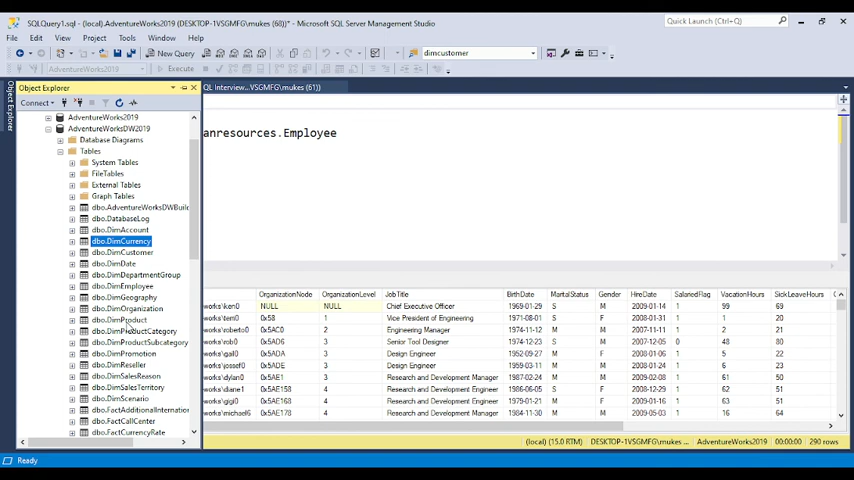 SQLQuery1.sql - (local).AdventureWorks2019 (DESKTOP-1VSGMFG\mukes (68))* - Microsoft SQL Server Management Studio
Quick Launch (Ctrl+Q)
File Edit View Project Tools Window Help
New Query
dimcustomer
AdventureWorks2019
Execute
Object Explorer
SQL Interview...VSGMFG\mukes (61))
Connect
Object Explorer
AdventureWorks2019
AdventureWorksDW2019
Database Diagrams
anresources.Employee
Tables
System Tables
FileTables
External Tables
Graph Tables
dbo.AdventureWorksDWBuil
dbo.DatabaseLog
dbo.DimAccount
dbo.DimCurrency
dbo.DimCustomer
dbo.DimDate
dbo.DimDepartmentGroup
dbo.DimEmployee
dbo.DimGeography
dbo.DimOrganization
dbo.DimProduct
dbo.DimProductCategory
dbo.DimProductSubcategory
dbo.DimPromotion
dbo.DimReseller
dbo.DimSalesReason
dbo.DimSalesTerritory
dbo.DimScenario
dbo.FactAdditionalInternation
dbo.FactCallCenter
dbo.FactCurrencyRate
OrganizationNode OrganizationLevel JobTitle BirthDate MaritalStatus Gender HireDate SalariedFlag VacationHours SickLeaveHours
works\ken0 NULL NULL Chief Executive Officer 1969-01-29 S M 2009-01-14 1 99 69
works\terri0 0x58 1 Vice President of Engineering 1971-08-01 S F 2008-01-31 1 1 20
works\roberto0 0x5AC0 2 Engineering Manager 1974-11-12 M M 2007-11-11 1 2 21
works\rob0 0x5AD6 3 Senior Tool Designer 1974-12-23 S M 2007-12-05 0 48 80
works\gail0 0x5ADA 3 Design Engineer 1952-09-27 M F 2008-01-06 1 5 22
works\jossef0 0x5ADE 3 Design Engineer 1959-03-11 M M 2008-01-24 1 6 23
works\dylan0 0x5AE1 3 Research and Development Manager 1987-02-24 M M 2009-02-08 1 61 50
works\diane1 0x5AE158 4 Research and Development Engineer 1986-06-05 S F 2008-12-29 1 62 51
works\gigi0 0x5AE168 4 Research and Development Engineer 1979-01-21 M F 2009-01-16 1 63 51
works\michael6 0x5AE178 4 Research and Development Manager 1984-11-30 M M 2009-05-03 1 16 64
(local) (15.0 RTM) DESKTOP-1VSGMFG\mukes ... AdventureWorks2019 00:00:00 290 rows
Ready